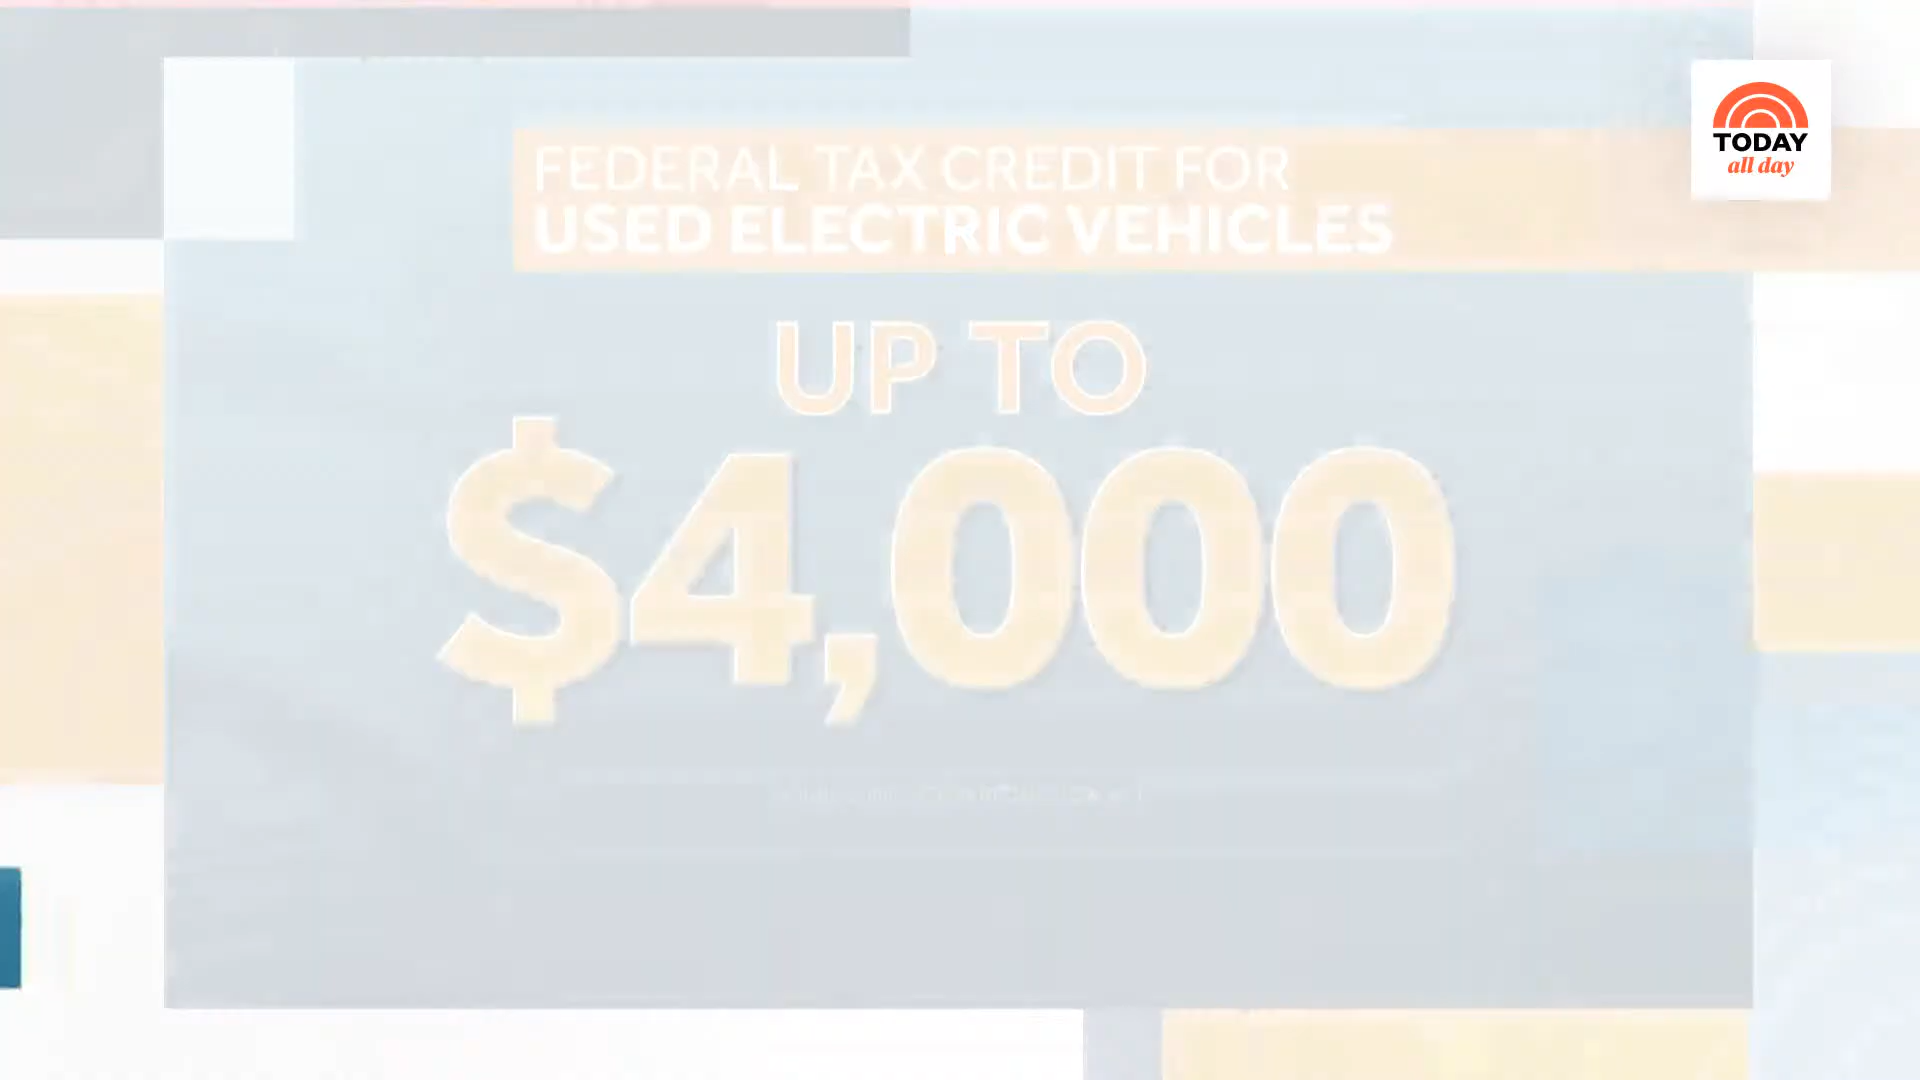 FEDERAL TAX CREDIT FOR
USED ELECTRIC VEHICLES
UP TO
$4,000
TODAY
all day